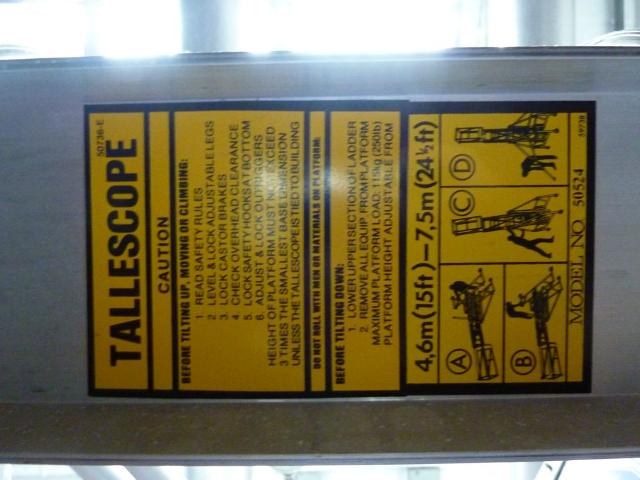 50738-E
TALLESCOPE
CAUTION
BEFORE TILTING UP, MOVING OR CLIMBING:
1. READ SAFETY RULES
2. LEVEL & LOCK ADJUSTABLE LEGS
3. LOCK CASTOR BRAKES
4. CHECK OVERHEAD CLEARANCE
5. LOCK SAFETY HOOKS AT BOTTOM
6. ADJUST & LOCK OUTRIGGERS
HEIGHT OF PLATFORM MUST NOT EXCEED
3 TIMES THE SMALLEST BASE DIMENSION
UNLESS THE TALLESCOPE IS TIED TO BUILDING
DO NOT ROLL WITH MEN OR MATERIALS ON PLATFORM:
BEFORE TILTING DOWN:
1. LOWER UPPER SECTION OF LADDER
2. REMOVE ALL EQUIP. FROM PLATFORM
MAXIMUM PLATFORM LOAD: 115kg (250lb)
PLATFORM HEIGHT ADJUSTABLE FROM
4,6m (15ft)—7,5m (24½ft)
A C D
B
MODEL NO. 50524